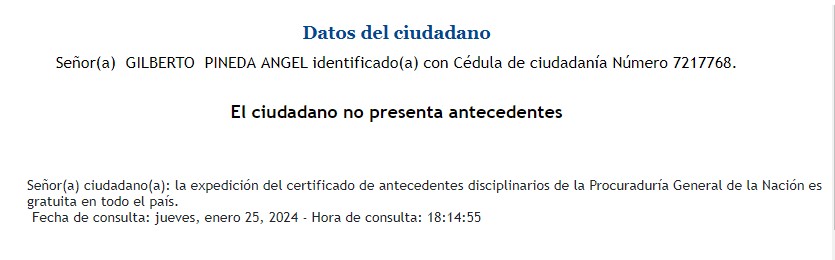 Datos del ciudadano
Señor(a) GILBERTO PINEDA ANGEL identificado(a) con Cédula de ciudadanía Número 7217768.
El ciudadano no presenta antecedentes
Señor(a) ciudadano(a): la expedición del certificado de antecedentes disciplinarios de la Procuraduría General de la Nación es
gratuita en todo el país.
Fecha de consulta: jueves, enero 25, 2024 - Hora de consulta: 18:14:55